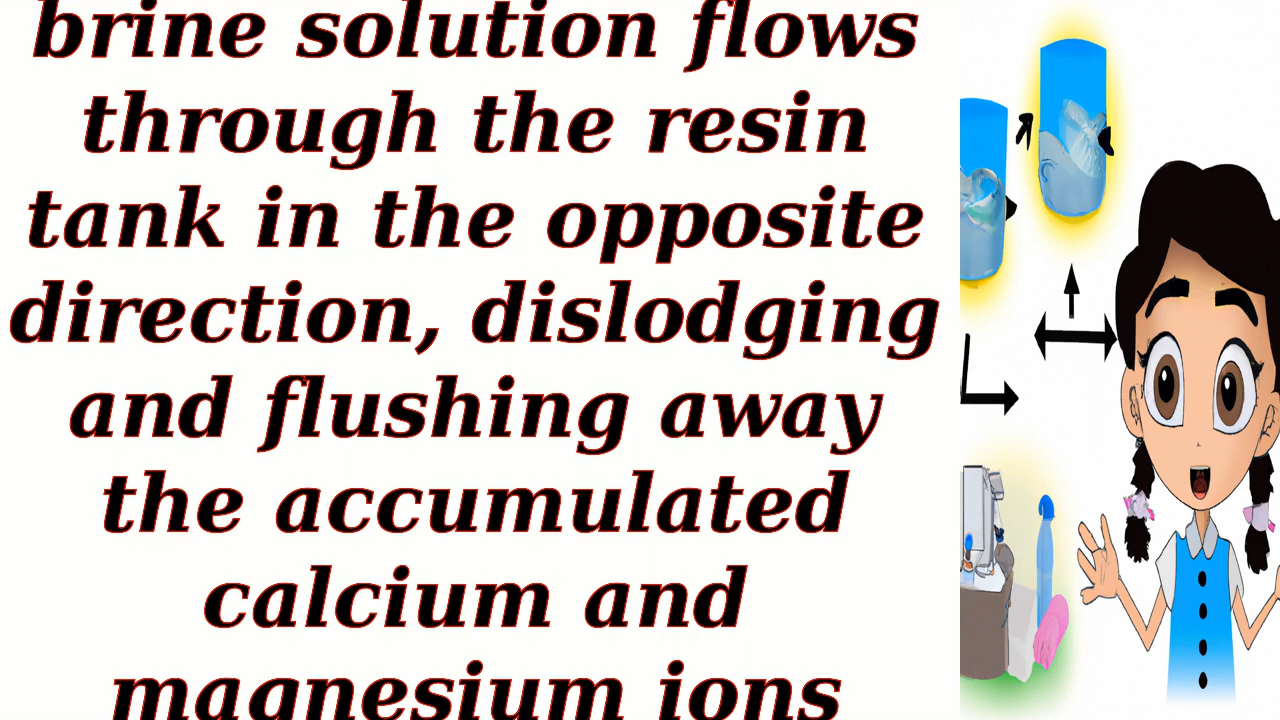 brine solution flows
through the resin
tank in the opposite
direction, dislodging
and flushing away
the accumulated
calcium and
magnesium ions